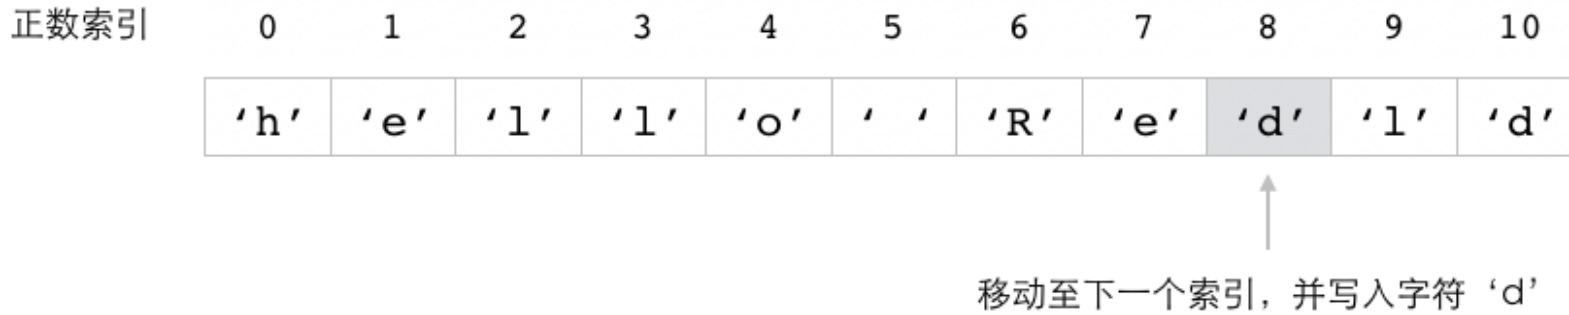 正数索引 0 1 2 3 4 5 6 7 8 9 10
‘h’ ‘e’ ‘l’ ‘l’ ‘o’ ‘ ‘ ‘R’ ‘e’ ‘d’ ‘l’ ‘d’
移动至下一个索引，并写入字符‘d’